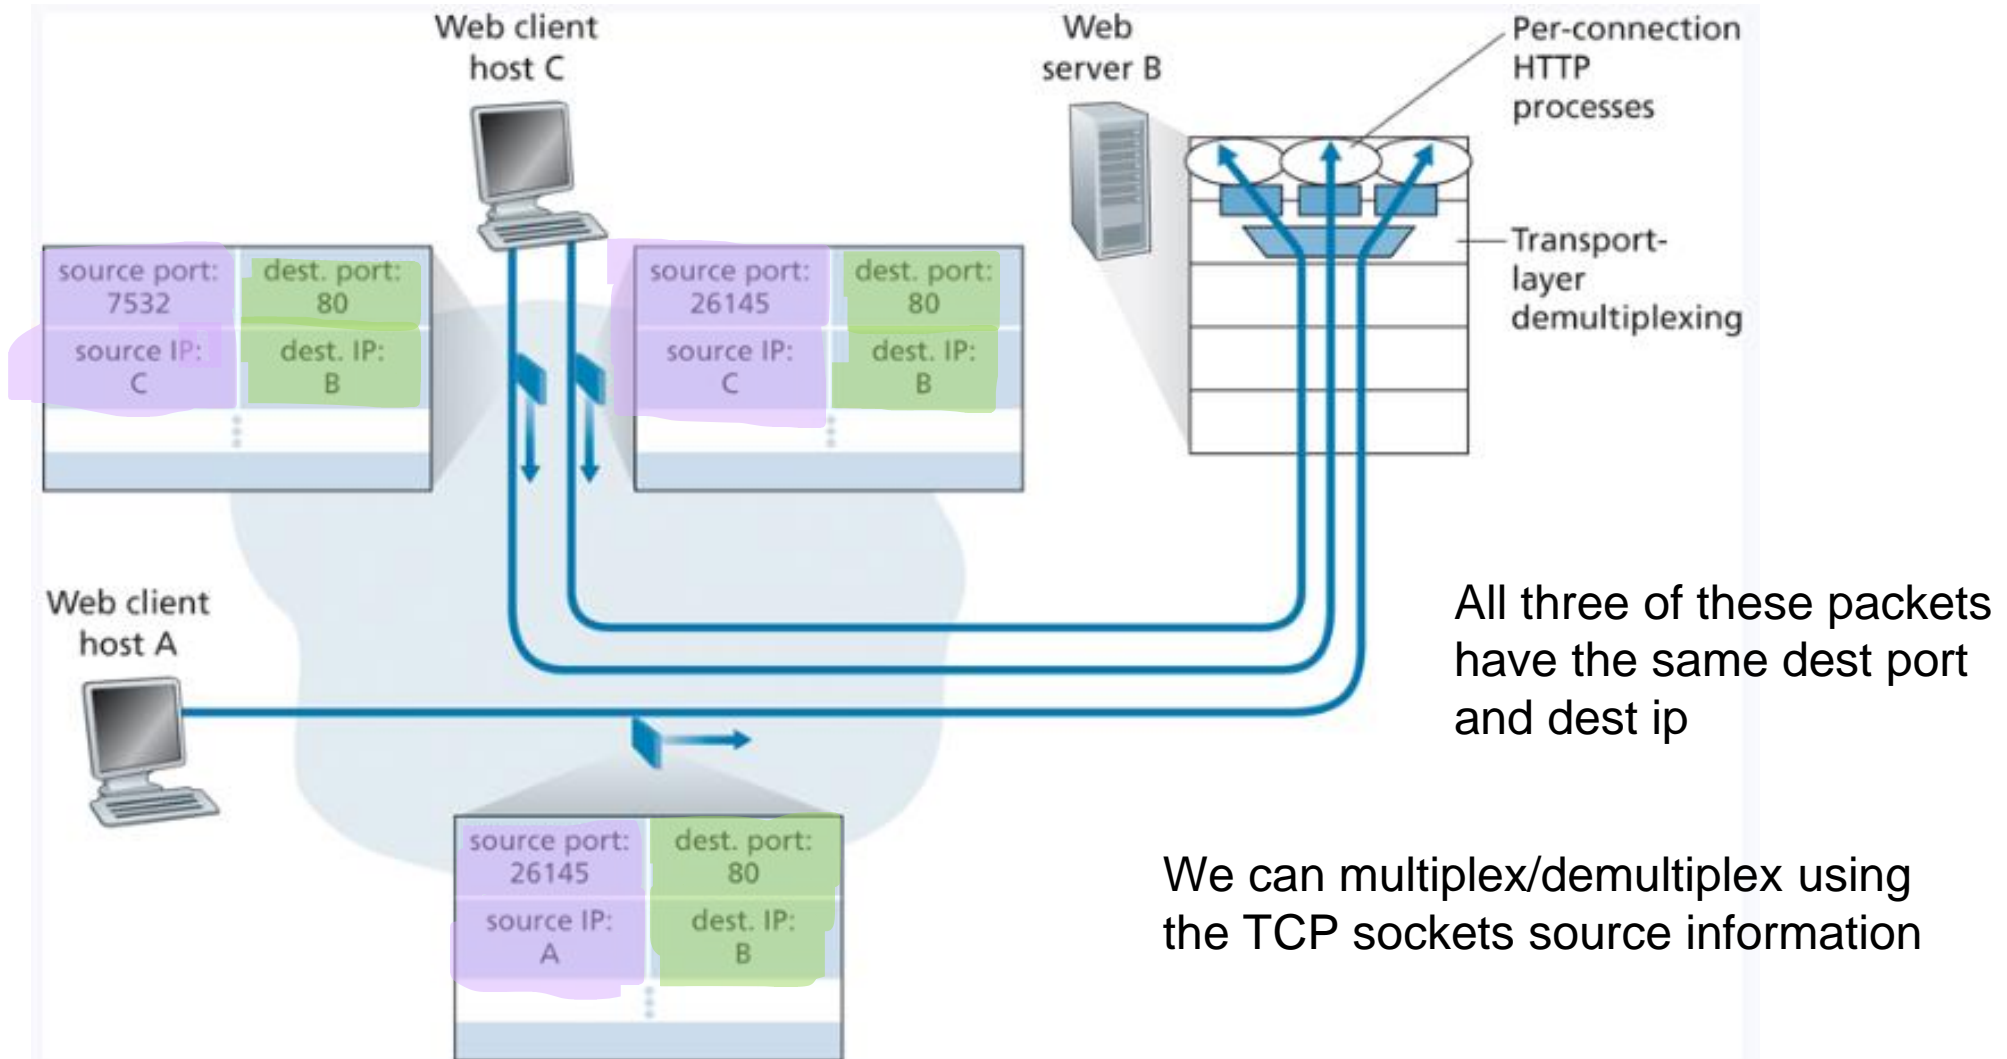 Web client
host C
Web
server B
Per-connection
HTTP
processes
source port:
7532
dest. port:
80
source IP:
C
dest. IP:
B
source port:
26145
dest. port:
80
source IP:
C
dest. IP:
B
Transport-
layer
demultiplexing
Web client
host A
All three of these packets
have the same dest port
and dest ip
source port:
26145
dest. port:
80
source IP:
A
dest. IP:
B
We can multiplex/demultiplex using
the TCP sockets source information